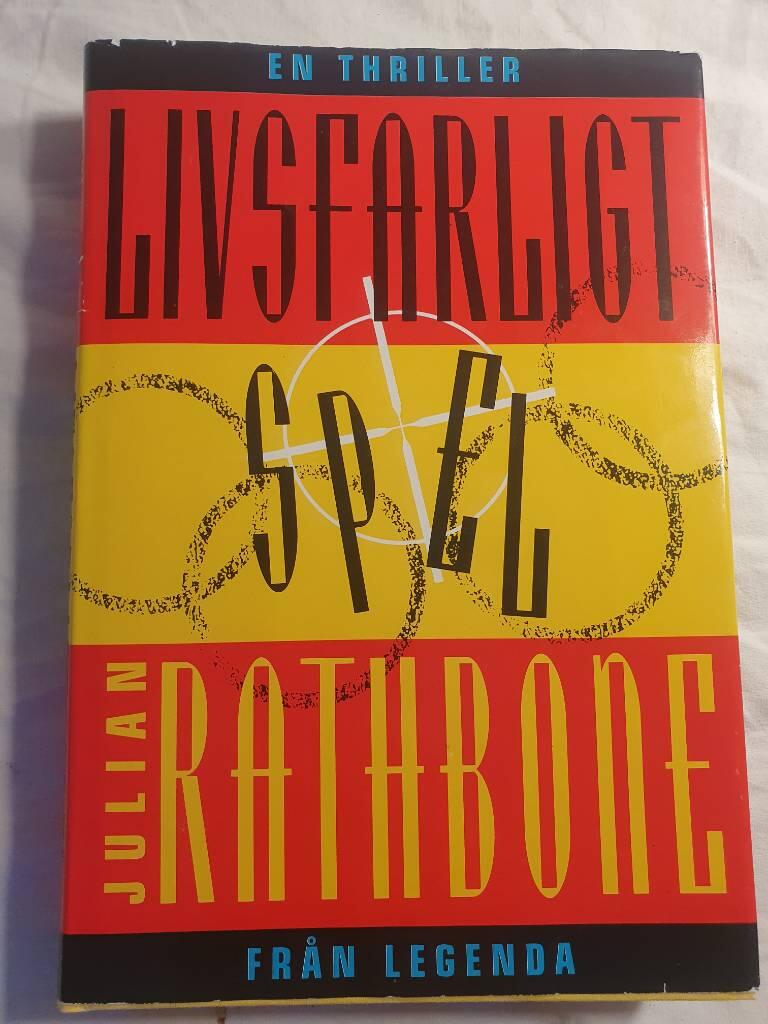 EN THRILLER
LIVSFARLIGT
SPEL
JULIAN
RATHBONE
FRÅN LEGENDA